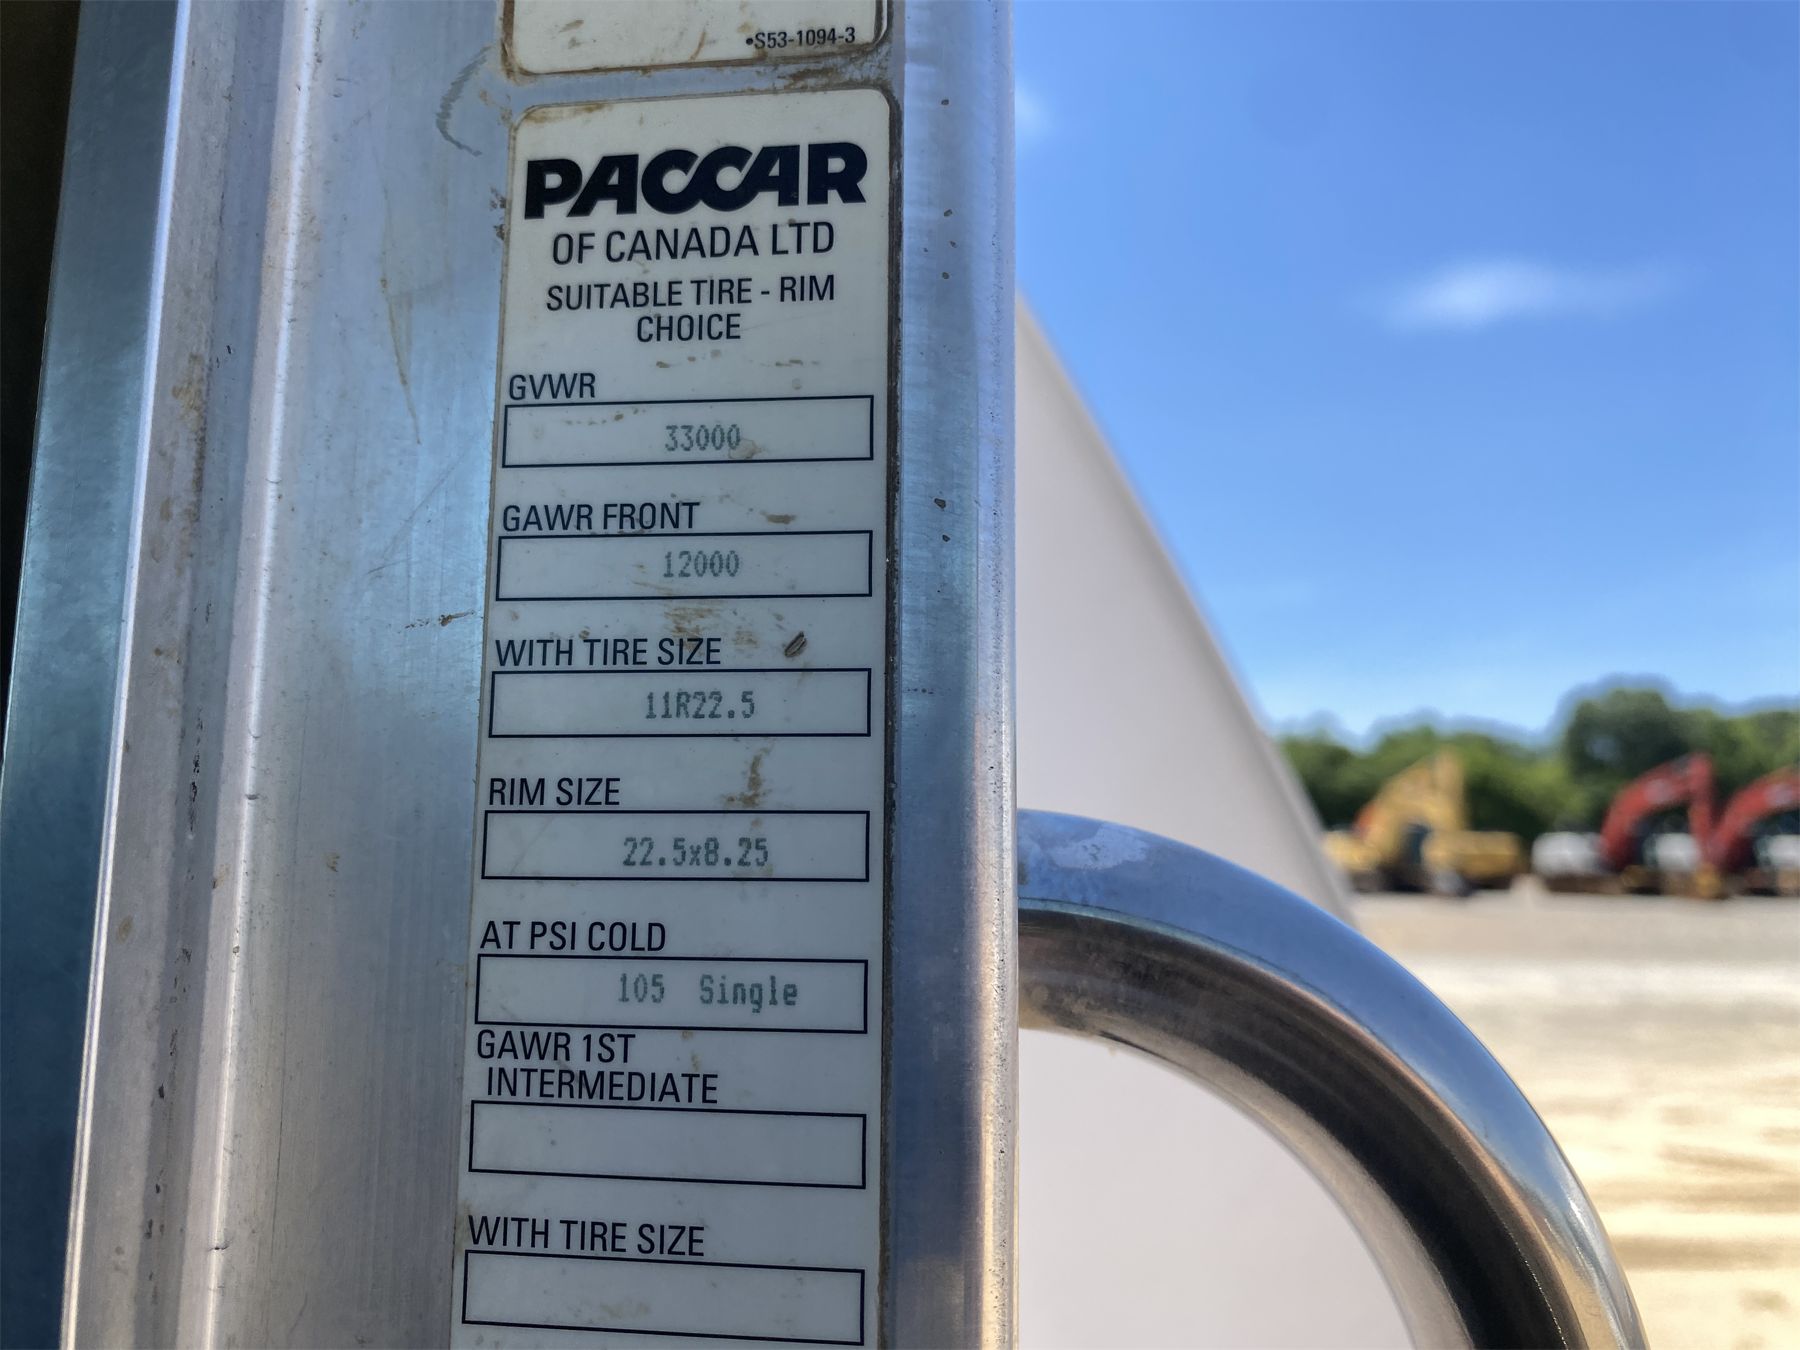 •S53-1094-3
PACCAR
OF CANADA LTD
SUITABLE TIRE - RIM
CHOICE
GVWR
33000
GAWR FRONT
12000
WITH TIRE SIZE
11R22.5
RIM SIZE
22.5x8.25
AT PSI COLD
105 Single
GAWR 1ST
INTERMEDIATE
WITH TIRE SIZE